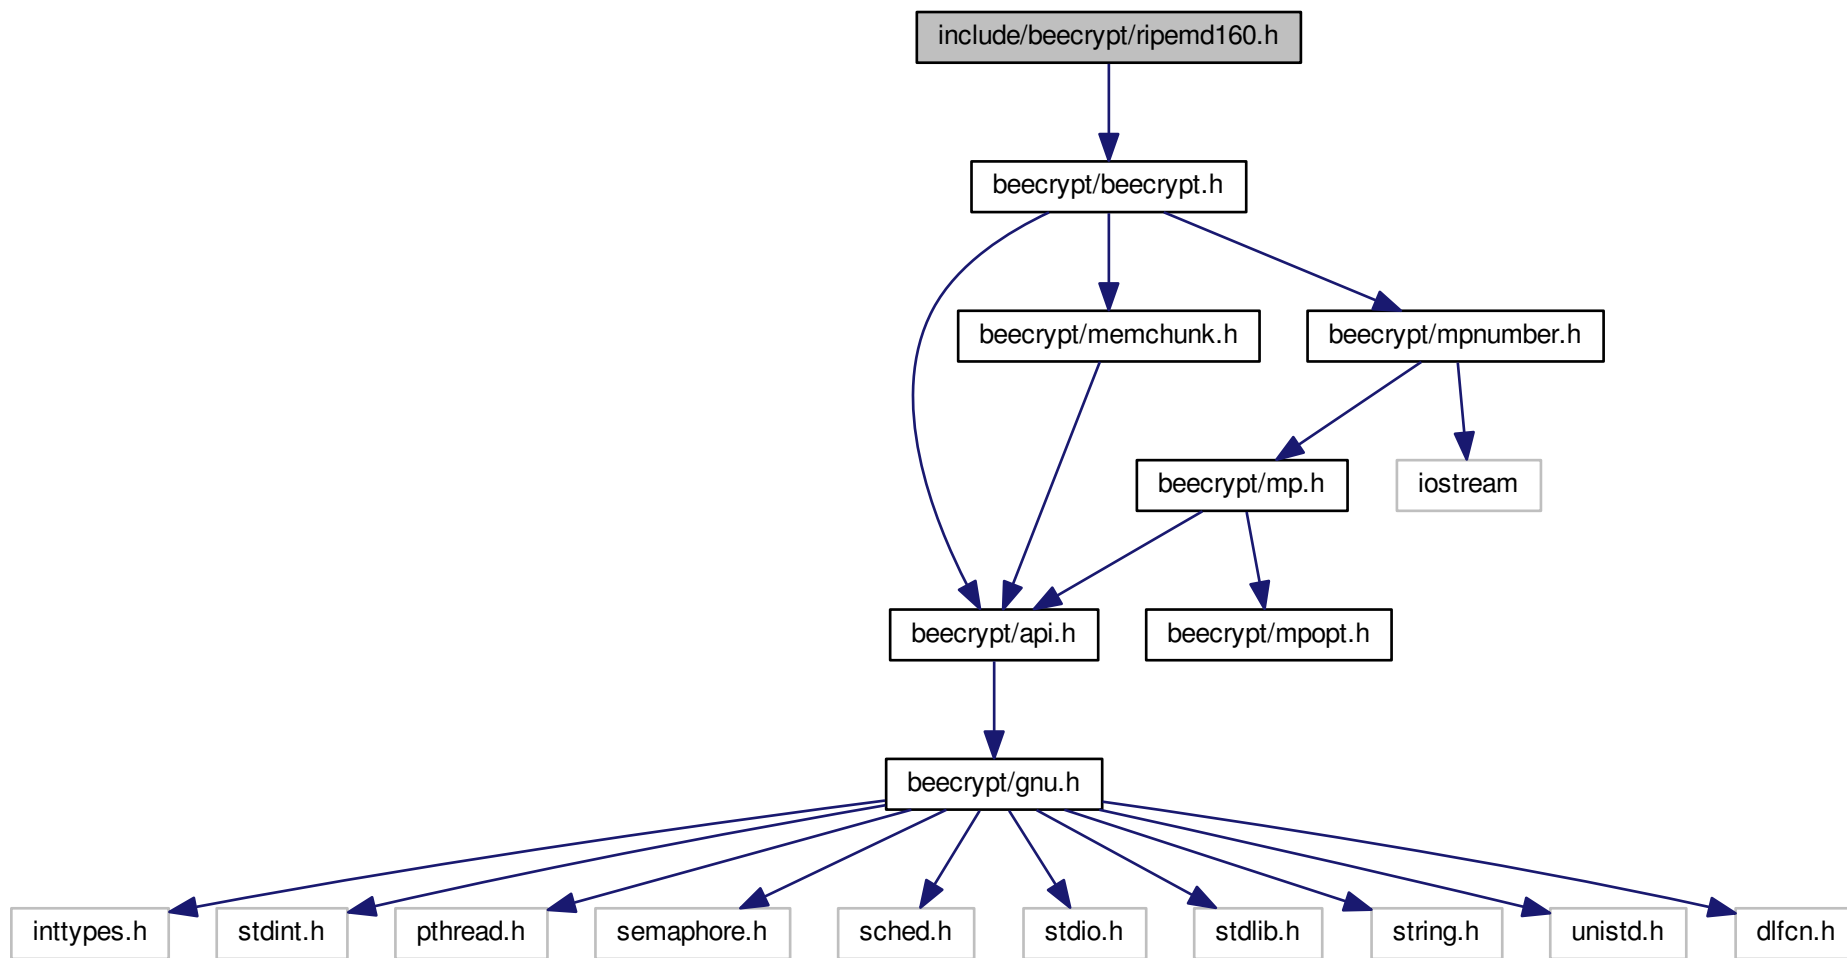 include/beecrypt/ripemd160.h
beecrypt/beecrypt.h
beecrypt/memchunk.h
beecrypt/mpnumber.h
beecrypt/mp.h
iostream
beecrypt/api.h
beecrypt/mpopt.h
beecrypt/gnu.h
inttypes.h
stdint.h
pthread.h
semaphore.h
sched.h
stdio.h
stdlib.h
string.h
unistd.h
dlfcn.h